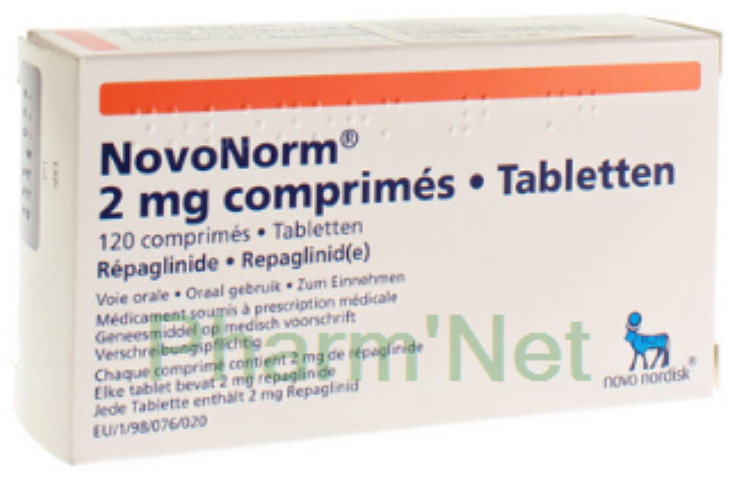 NovoNorm®
2 mg comprimés • Tabletten
120 comprimés • Tabletten
Répaglinide • Repaglinid(e)
Voie orale • Oraal gebruik • Zum Einnehmen
Médicament soumis à prescription médicale
Geneesmiddel op medisch voorschrift
Verschreibungspflichtig
Chaque comprimé contient 2 mg de répaglinide
Elke tablet bevat 2 mg repaglinide
Jede Tablette enthält 2 mg Repaglinid
EU/1/98/076/020
novo nordisk®
Pharm'Net